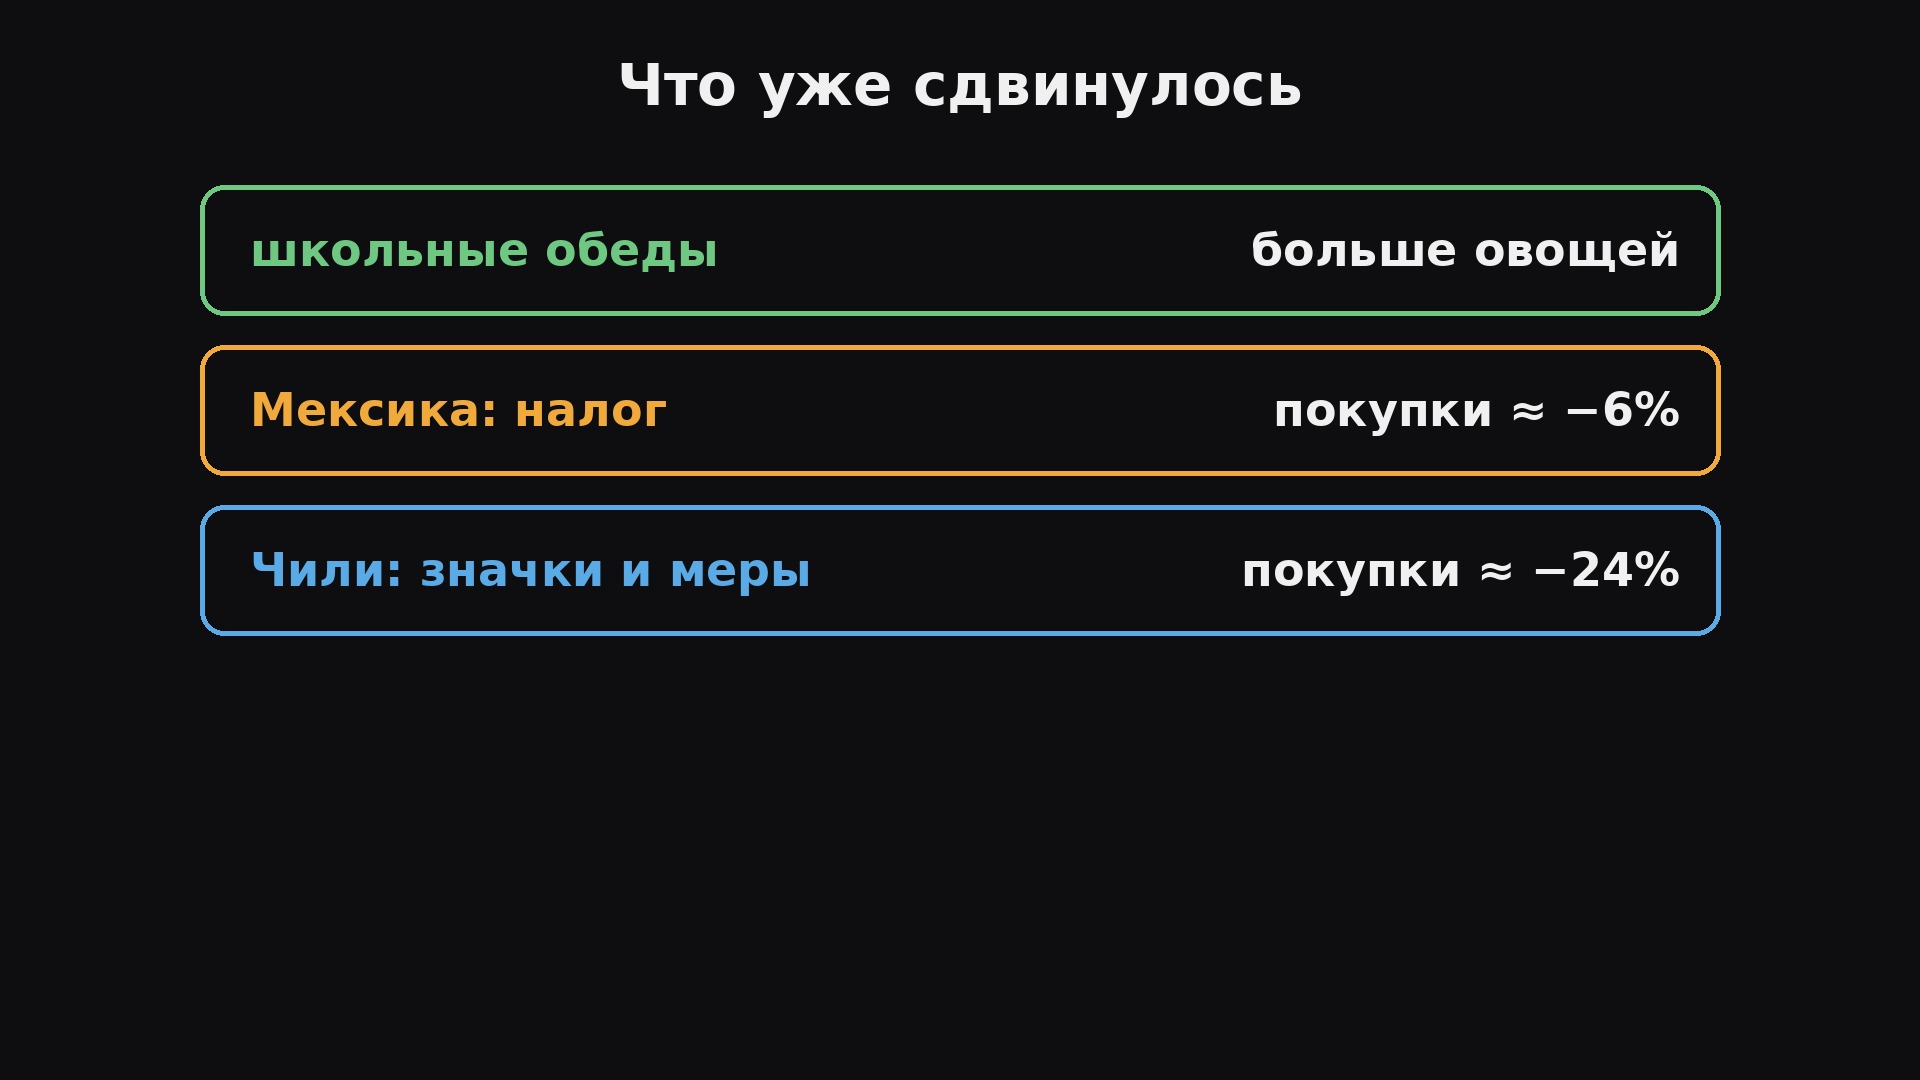 Что уже сдвинулось
школьные обеды больше овощей
Мексика: налог покупки ≈ −6%
Чили: значки и меры покупки ≈ −24%